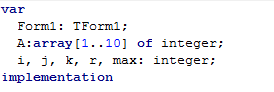 var
Form1: TForm1;
A:array[1..10] of integer;
i, j, k, r, max: integer;
implementation